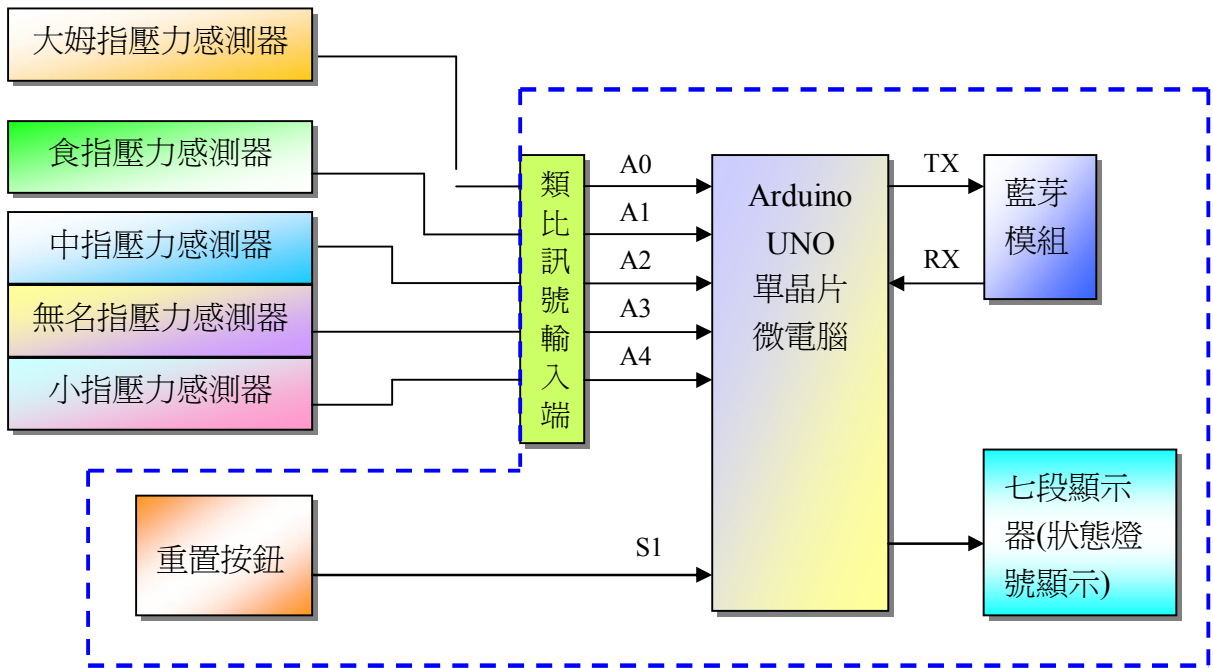 大姆指壓力感測器
食指壓力感測器
中指壓力感測器
無名指壓力感測器
小指壓力感測器
類比訊號輸入端
A0
A1
A2
A3
A4
Arduino
UNO
單晶片
微電腦
TX
RX
藍芽
模組
重置按鈕
S1
七段顯示
器(狀態燈
號顯示)